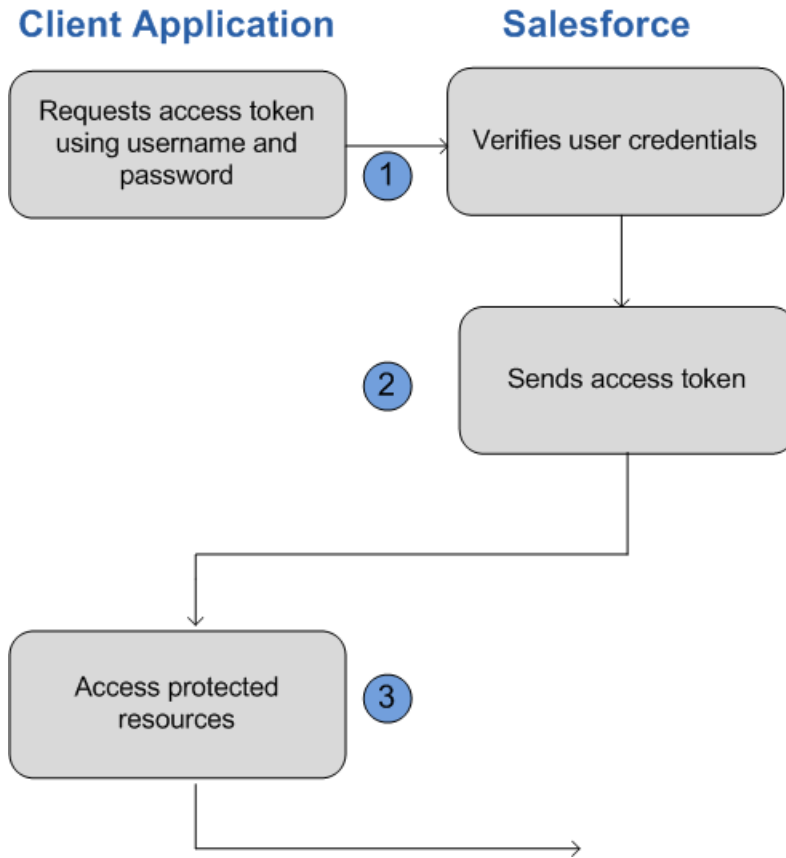 Client Application
Salesforce
Requests access token
using username and
password
1
Verifies user credentials
2
Sends access token
Access protected
resources
3